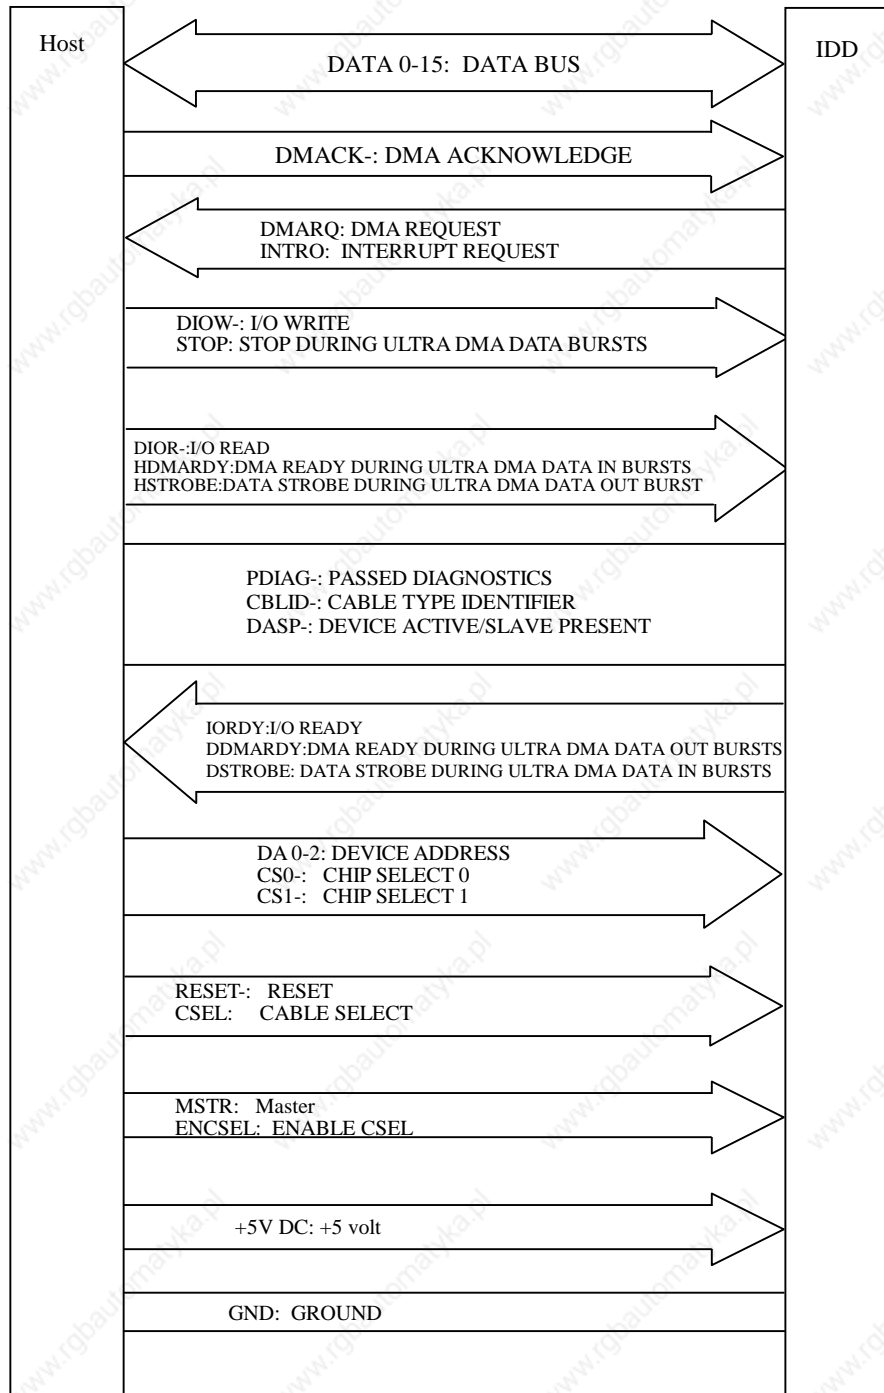 Host
IDD
DATA 0-15: DATA BUS
DMACK-: DMA ACKNOWLEDGE
DMARQ: DMA REQUEST
INTRO: INTERRUPT REQUEST
DIOW-: I/O WRITE
STOP: STOP DURING ULTRA DMA DATA BURSTS
DIOR-:I/O READ
HDMARDY:DMA READY DURING ULTRA DMA DATA IN BURSTS
HSTROBE:DATA STROBE DURING ULTRA DMA DATA OUT BURST
PDIAG-: PASSED DIAGNOSTICS
CBLID-: CABLE TYPE IDENTIFIER
DASP-: DEVICE ACTIVE/SLAVE PRESENT
IORDY:I/O READY
DDMARDY:DMA READY DURING ULTRA DMA DATA OUT BURSTS
DSTROBE: DATA STROBE DURING ULTRA DMA DATA IN BURSTS
DA 0-2: DEVICE ADDRESS
CS0-: CHIP SELECT 0
CS1-: CHIP SELECT 1
RESET-: RESET
CSEL: CABLE SELECT
MSTR: Master
ENCSEL: ENABLE CSEL
+5V DC: +5 volt
GND: GROUND
www.rgbautomatyka.pl